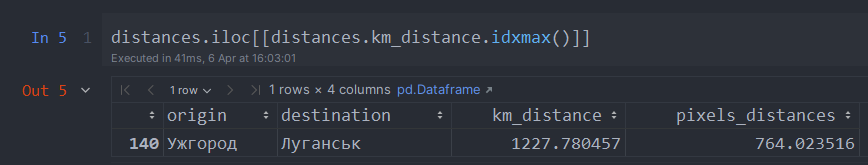 In 5 1 distances.iloc[[distances.km_distance.idxmax()]]
Executed in 41ms, 6 Apr at 16:03:01
Out 5 1 row 1 rows × 4 columns pd.Dataframe
origin destination km_distance pixels_distances
140 Ужгород Луганськ 1227.780457 764.023516